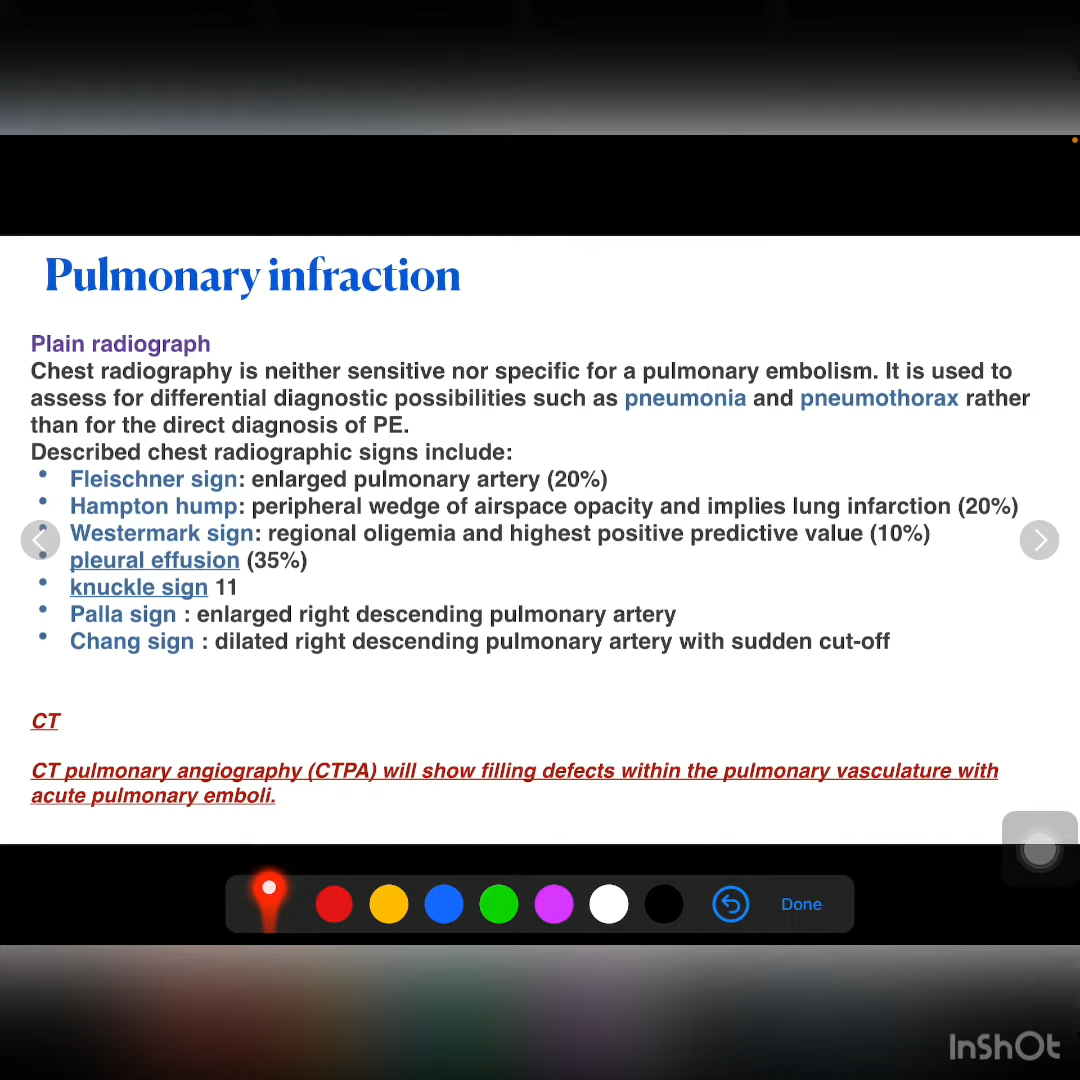 Pulmonary infraction
Plain radiograph
Chest radiography is neither sensitive nor specific for a pulmonary embolism. It is used to
assess for differential diagnostic possibilities such as pneumonia and pneumothorax rather
than for the direct diagnosis of PE.
Described chest radiographic signs include:
• Fleischner sign: enlarged pulmonary artery (20%)
• Hampton hump: peripheral wedge of airspace opacity and implies lung infarction (20%)
• Westermark sign: regional oligemia and highest positive predictive value (10%)
• pleural effusion (35%)
• knuckle sign 11
• Palla sign : enlarged right descending pulmonary artery
• Chang sign : dilated right descending pulmonary artery with sudden cut-off
CT
CT pulmonary angiography (CTPA) will show filling defects within the pulmonary vasculature with
acute pulmonary emboli.
Done
InShOt